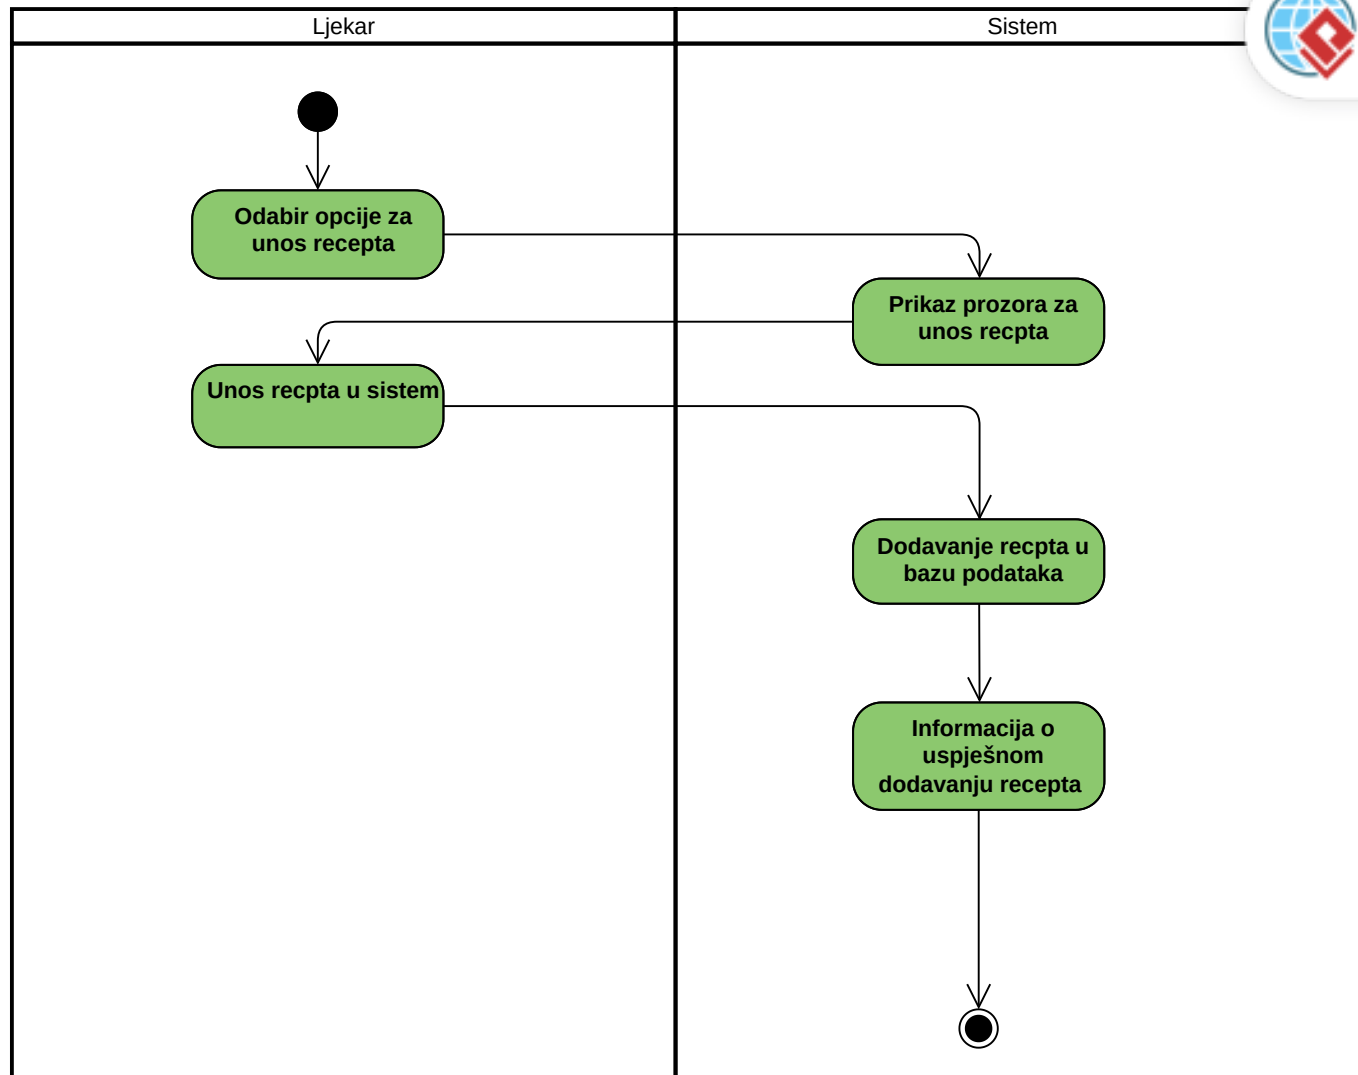 Ljekar
Sistem
Odabir opcije za
unos recepta
Prikaz prozora za
unos recpta
Unos recpta u sistem
Dodavanje recpta u
bazu podataka
Informacija o
uspješnom
dodavanju recepta